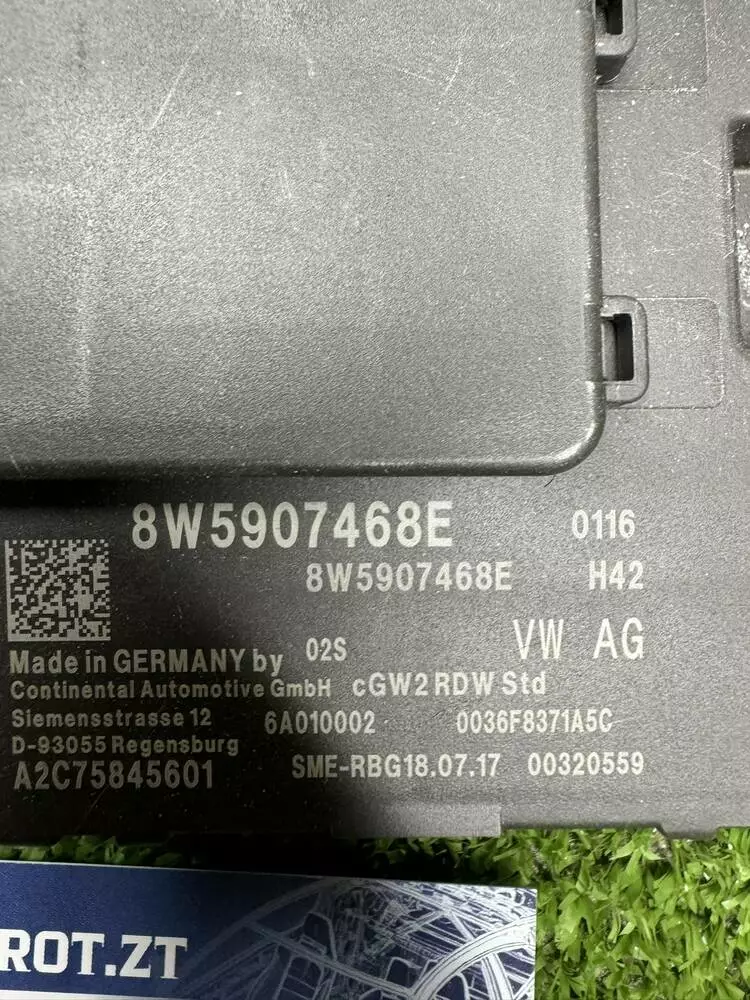 8W5907468E 0116
8W5907468E H42
02S VW AG
Made in GERMANY by
Continental Automotive GmbH cGW2 RDW Std
Siemensstrasse 12 6A010002 0036F8371A5C
D-93055 Regensburg
A2C75845601 SME-RBG18.07.17 00320559
ROT.ZT